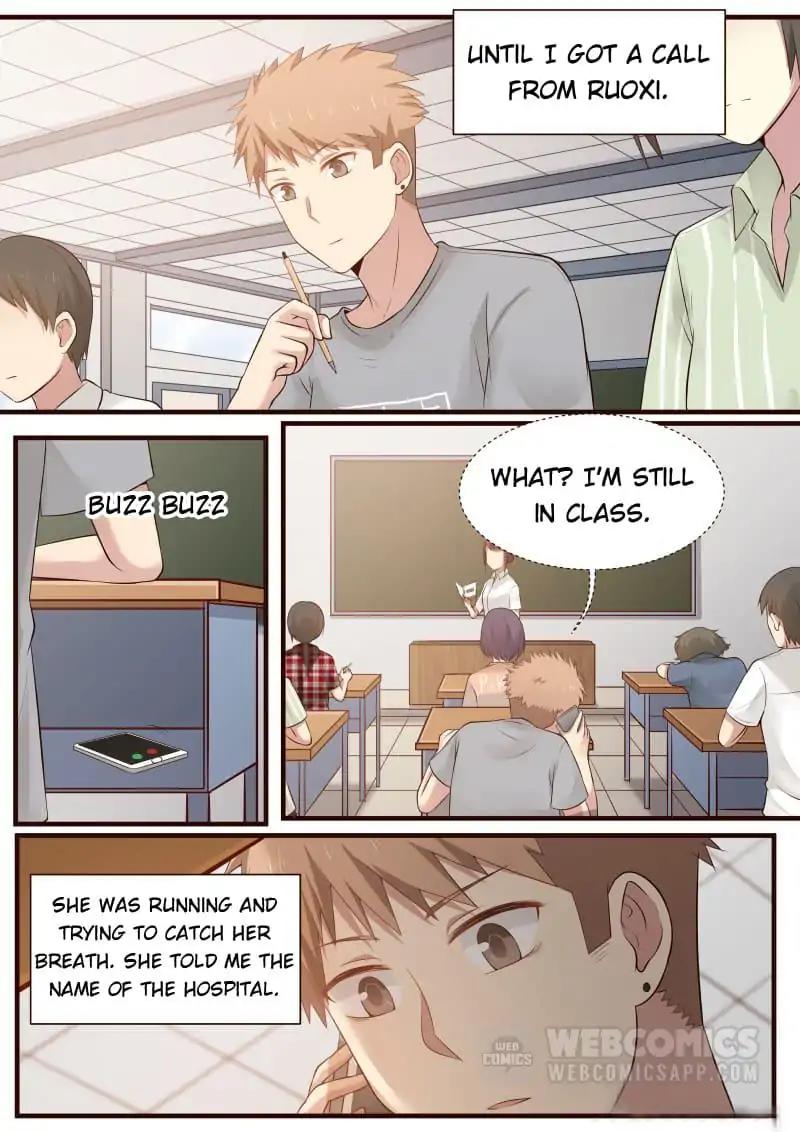 UNTIL I GOT A CALL
FROM RUOXI.
BUZZ BUZZ
WHAT? I'M STILL
IN CLASS.
SHE WAS RUNNING AND
TRYING TO CATCH HER
BREATH. SHE TOLD ME THE
NAME OF THE HOSPITAL.
WEB
COMICS
WEBCOMICS
WEBCOMICSAPP.COM